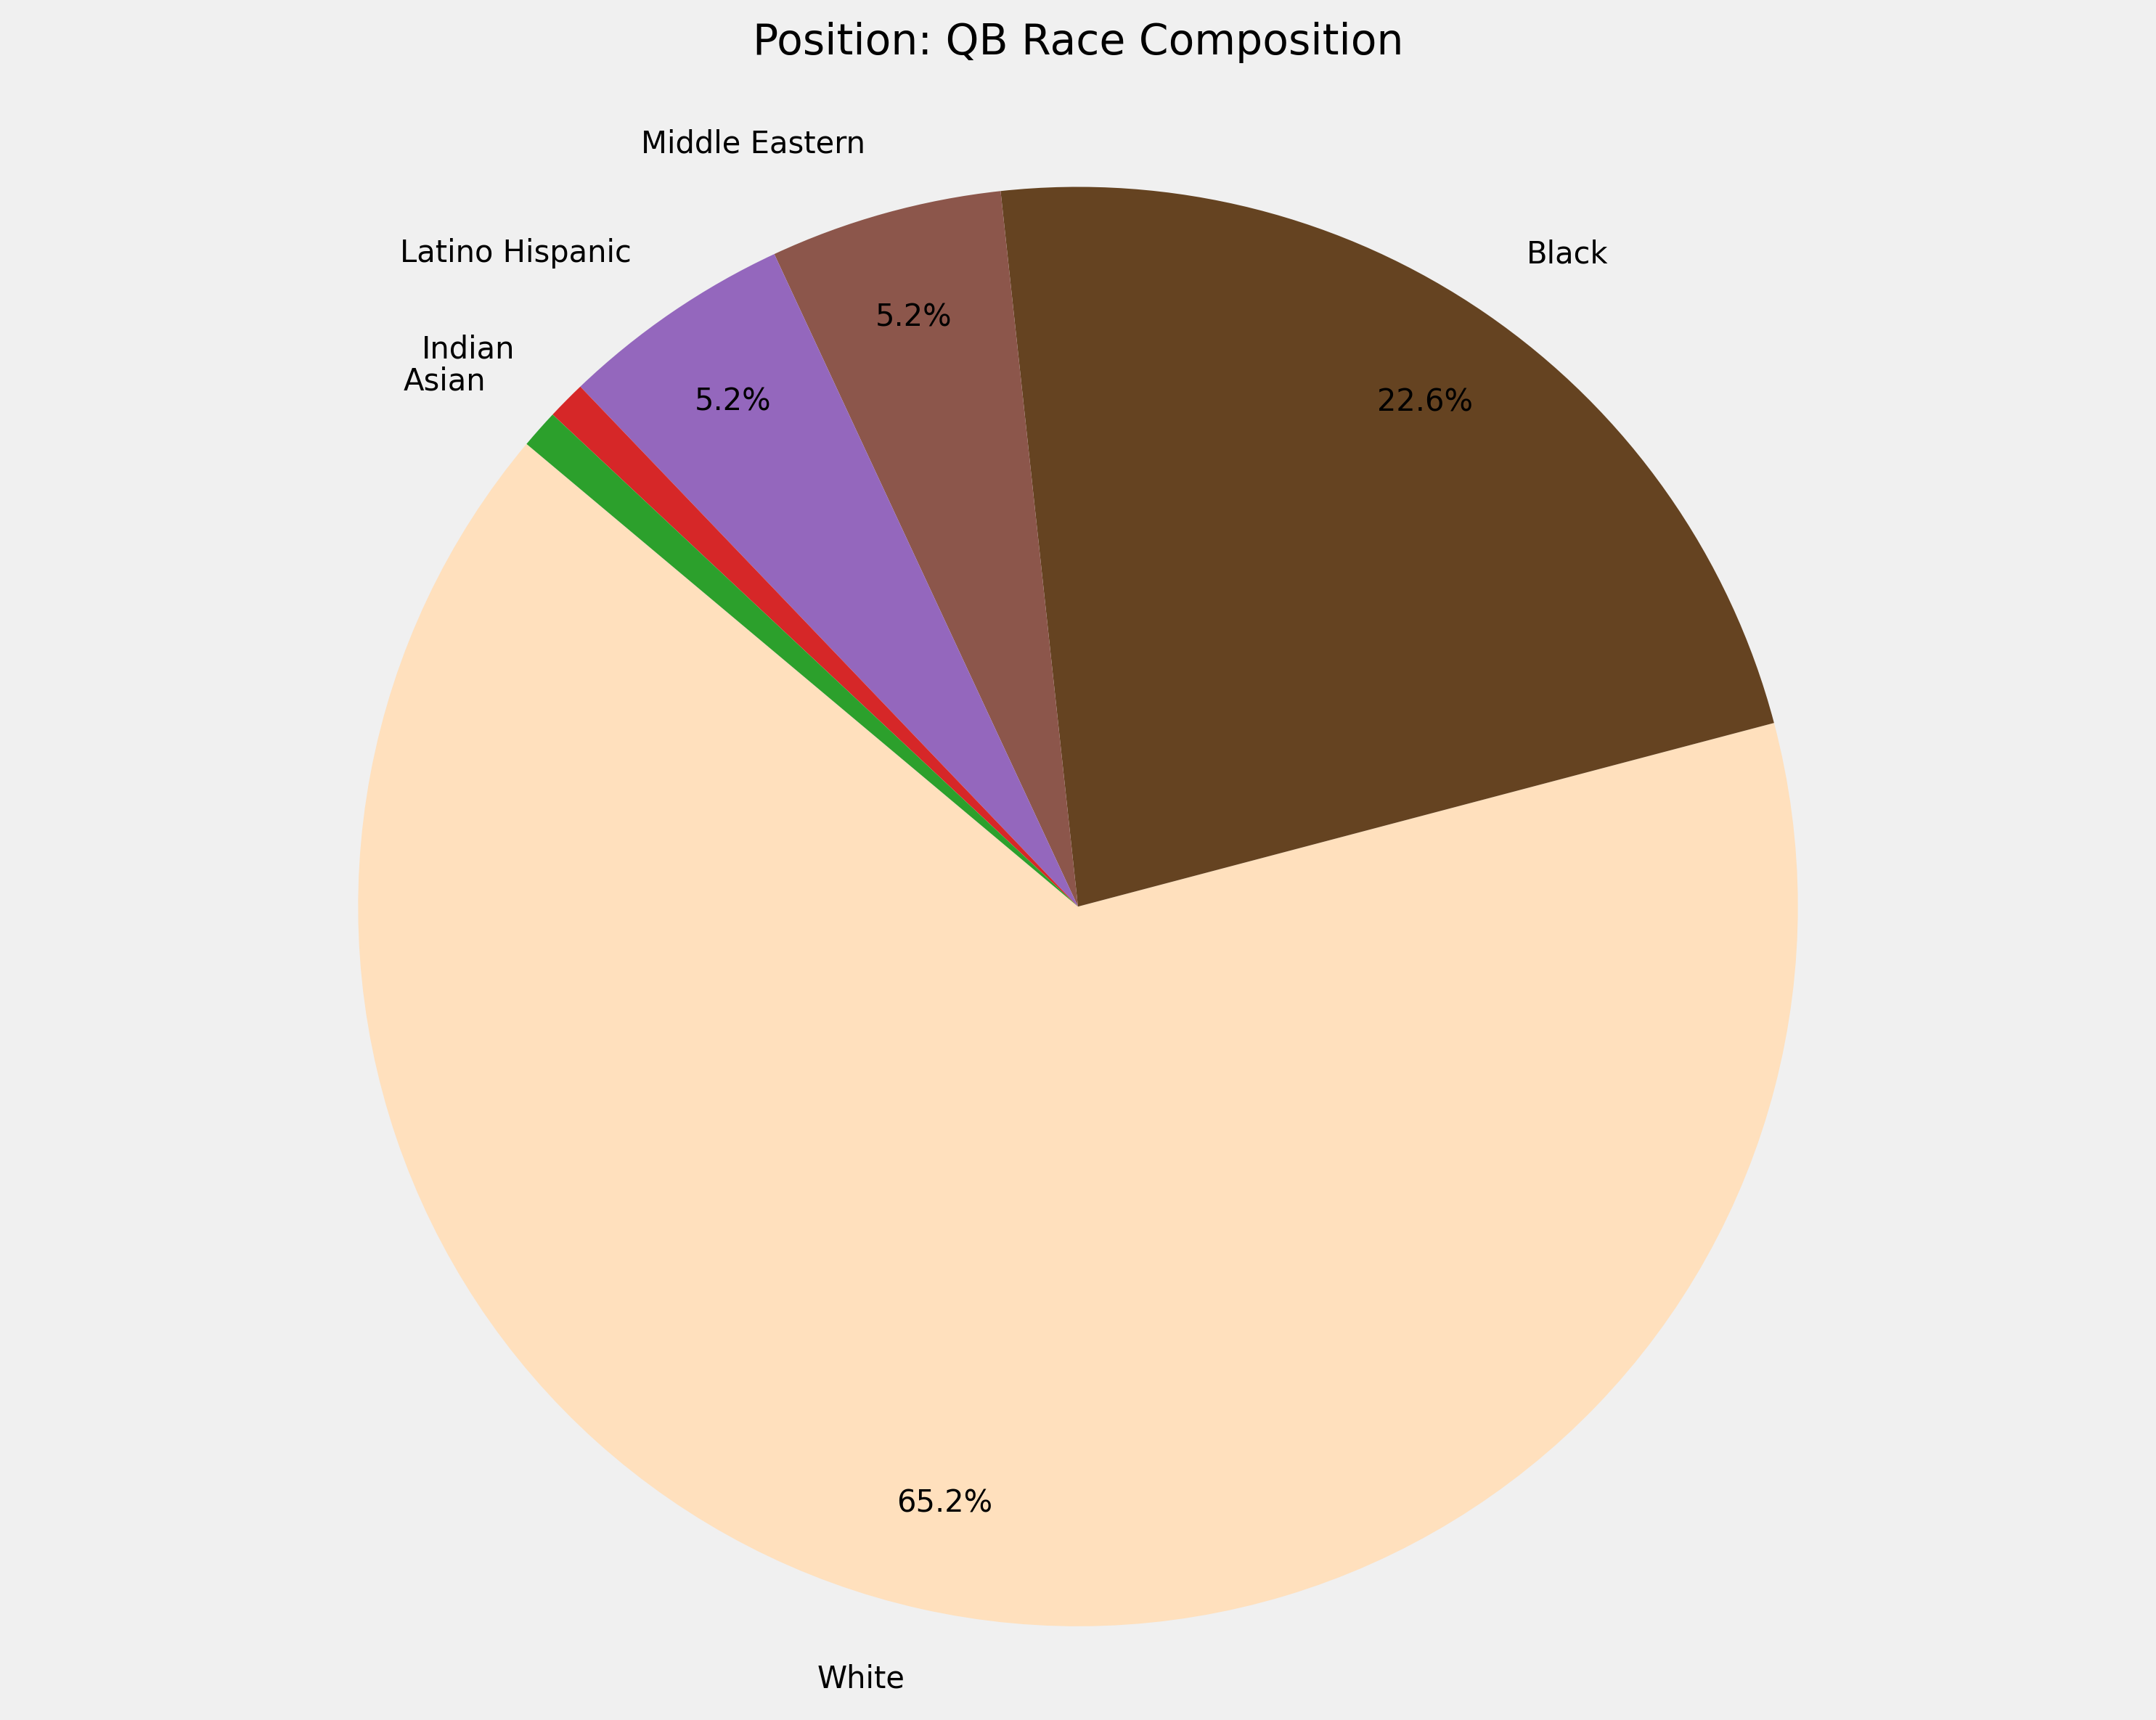 Position: QB Race Composition
Middle Eastern
Latino Hispanic
Black
5.2%
Indian
Asian
5.2%
22.6%
65.2%
White